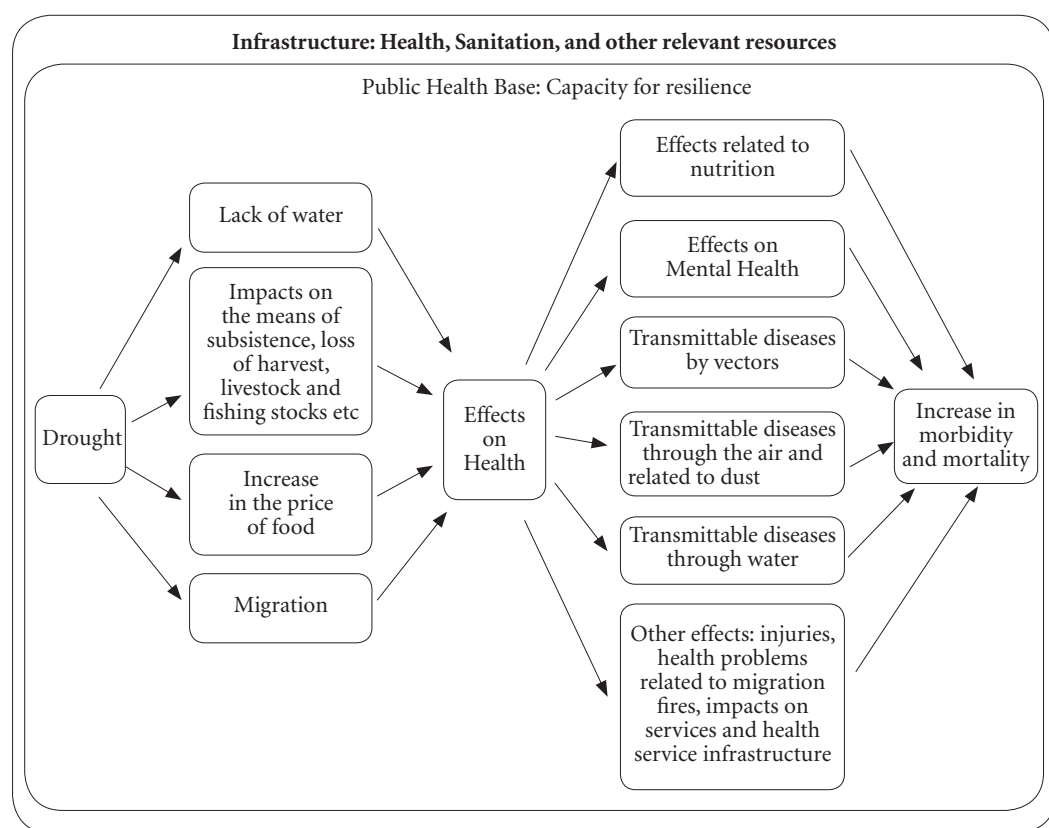 Infrastructure: Health, Sanitation, and other relevant resources
Public Health Base: Capacity for resilience
Drought
Lack of water
Impacts on
the means of
subsistence, loss
of harvest,
livestock and
fishing stocks etc
Increase
in the price
of food
Migration
Effects
on
Health
Effects related to
nutrition
Effects on
Mental Health
Transmittable diseases
by vectors
Transmittable diseases
through the air and
related to dust
Transmittable diseases
through water
Other effects: injuries,
health problems
related to migration
fires, impacts on
services and health
service infrastructure
Increase in
morbidity
and mortality